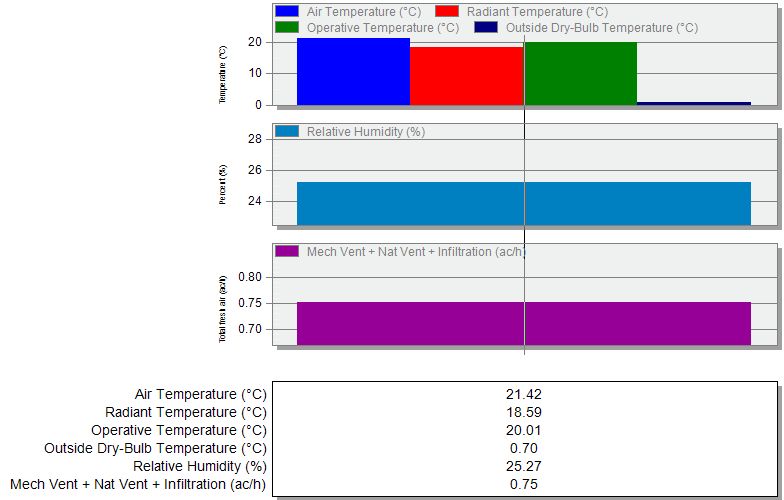 Air Temperature (°C) Radiant Temperature (°C)
Operative Temperature (°C) Outside Dry-Bulb Temperature (°C)
20
10
0
Temperature (°C)
Relative Humidity (%)
28
26
24
Percent (%)
Mech Vent + Nat Vent + Infiltration (ac/h)
0.80
0.75
0.70
Total fresh air (ac/h)
Air Temperature (°C) 21.42
Radiant Temperature (°C) 18.59
Operative Temperature (°C) 20.01
Outside Dry-Bulb Temperature (°C) 0.70
Relative Humidity (%) 25.27
Mech Vent + Nat Vent + Infiltration (ac/h) 0.75